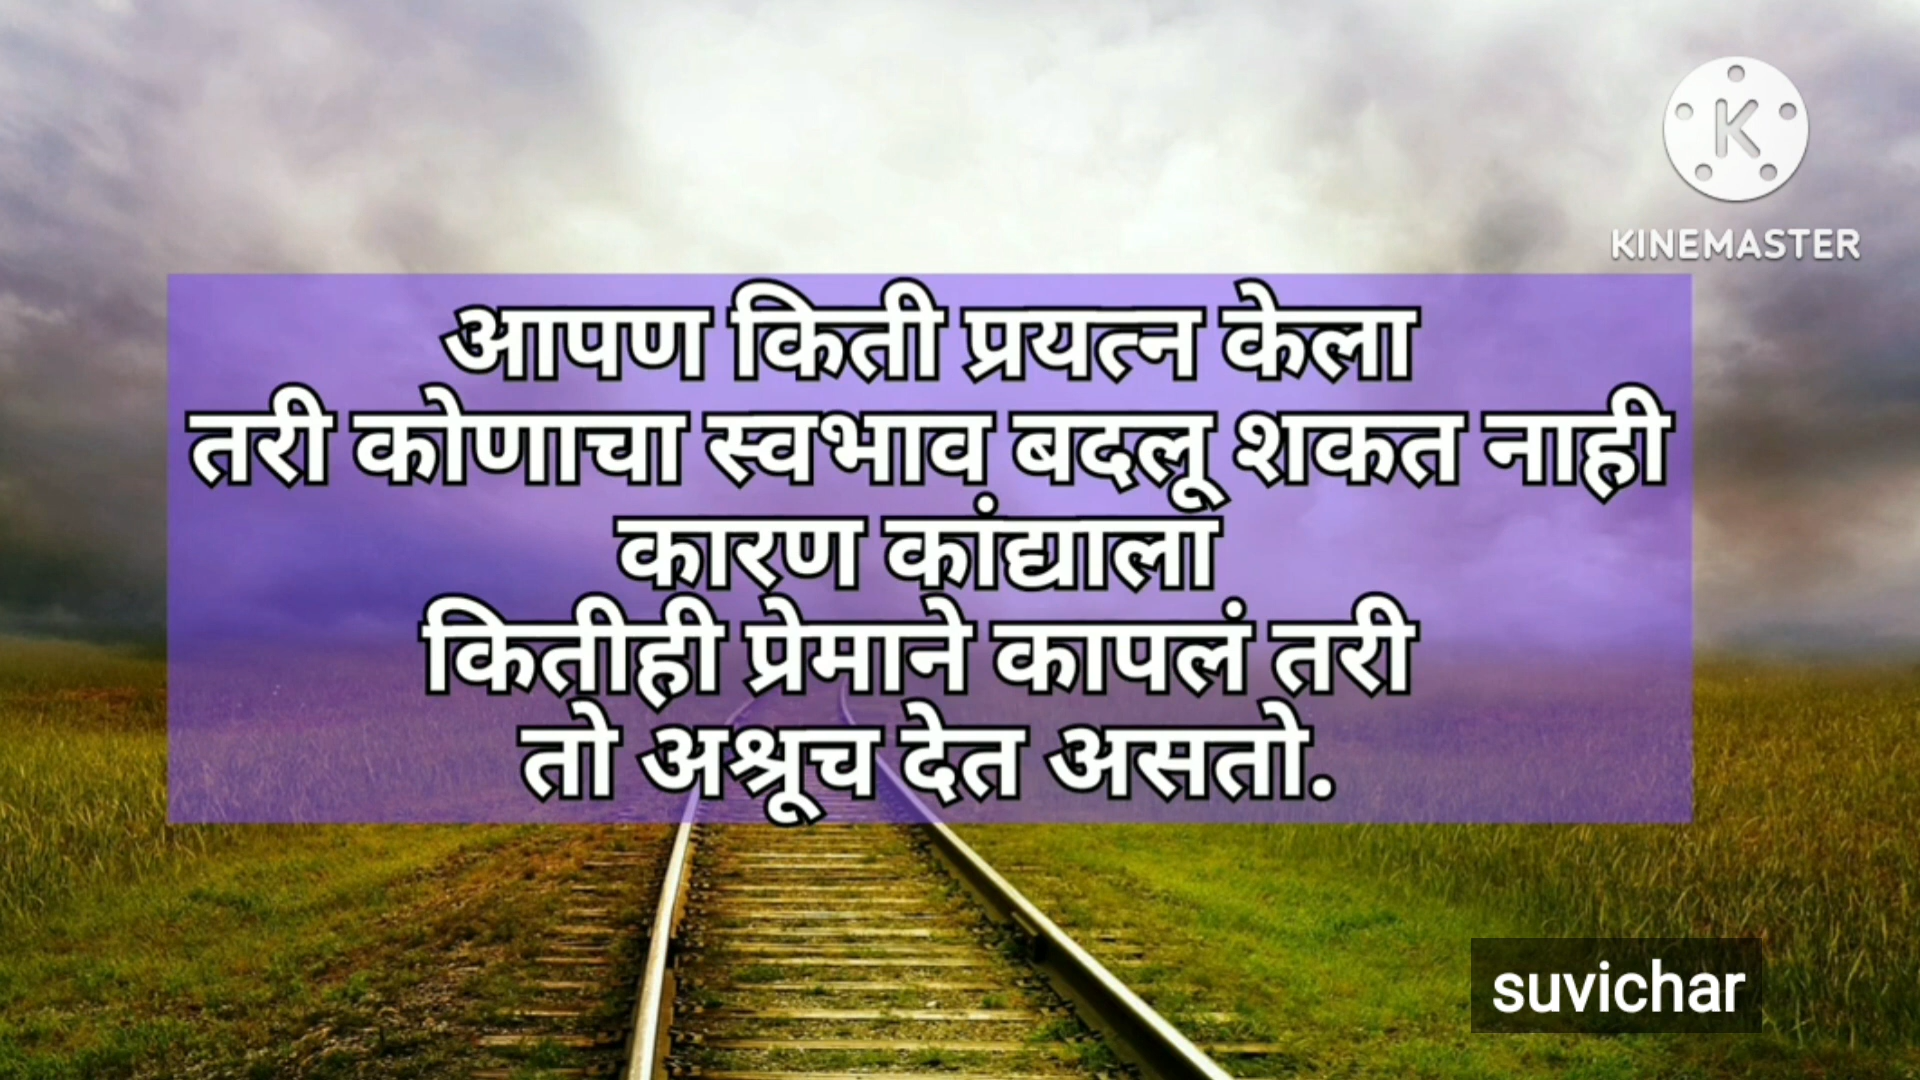 KINEMASTER
आपण किती प्रयत्न केला
तरी कोणाचा स्वभाव बदलू शकत नाही
कारण कांद्याला
कितीही प्रेमाने कापलं तरी
तो अश्रूच देत असतो.
suvichar